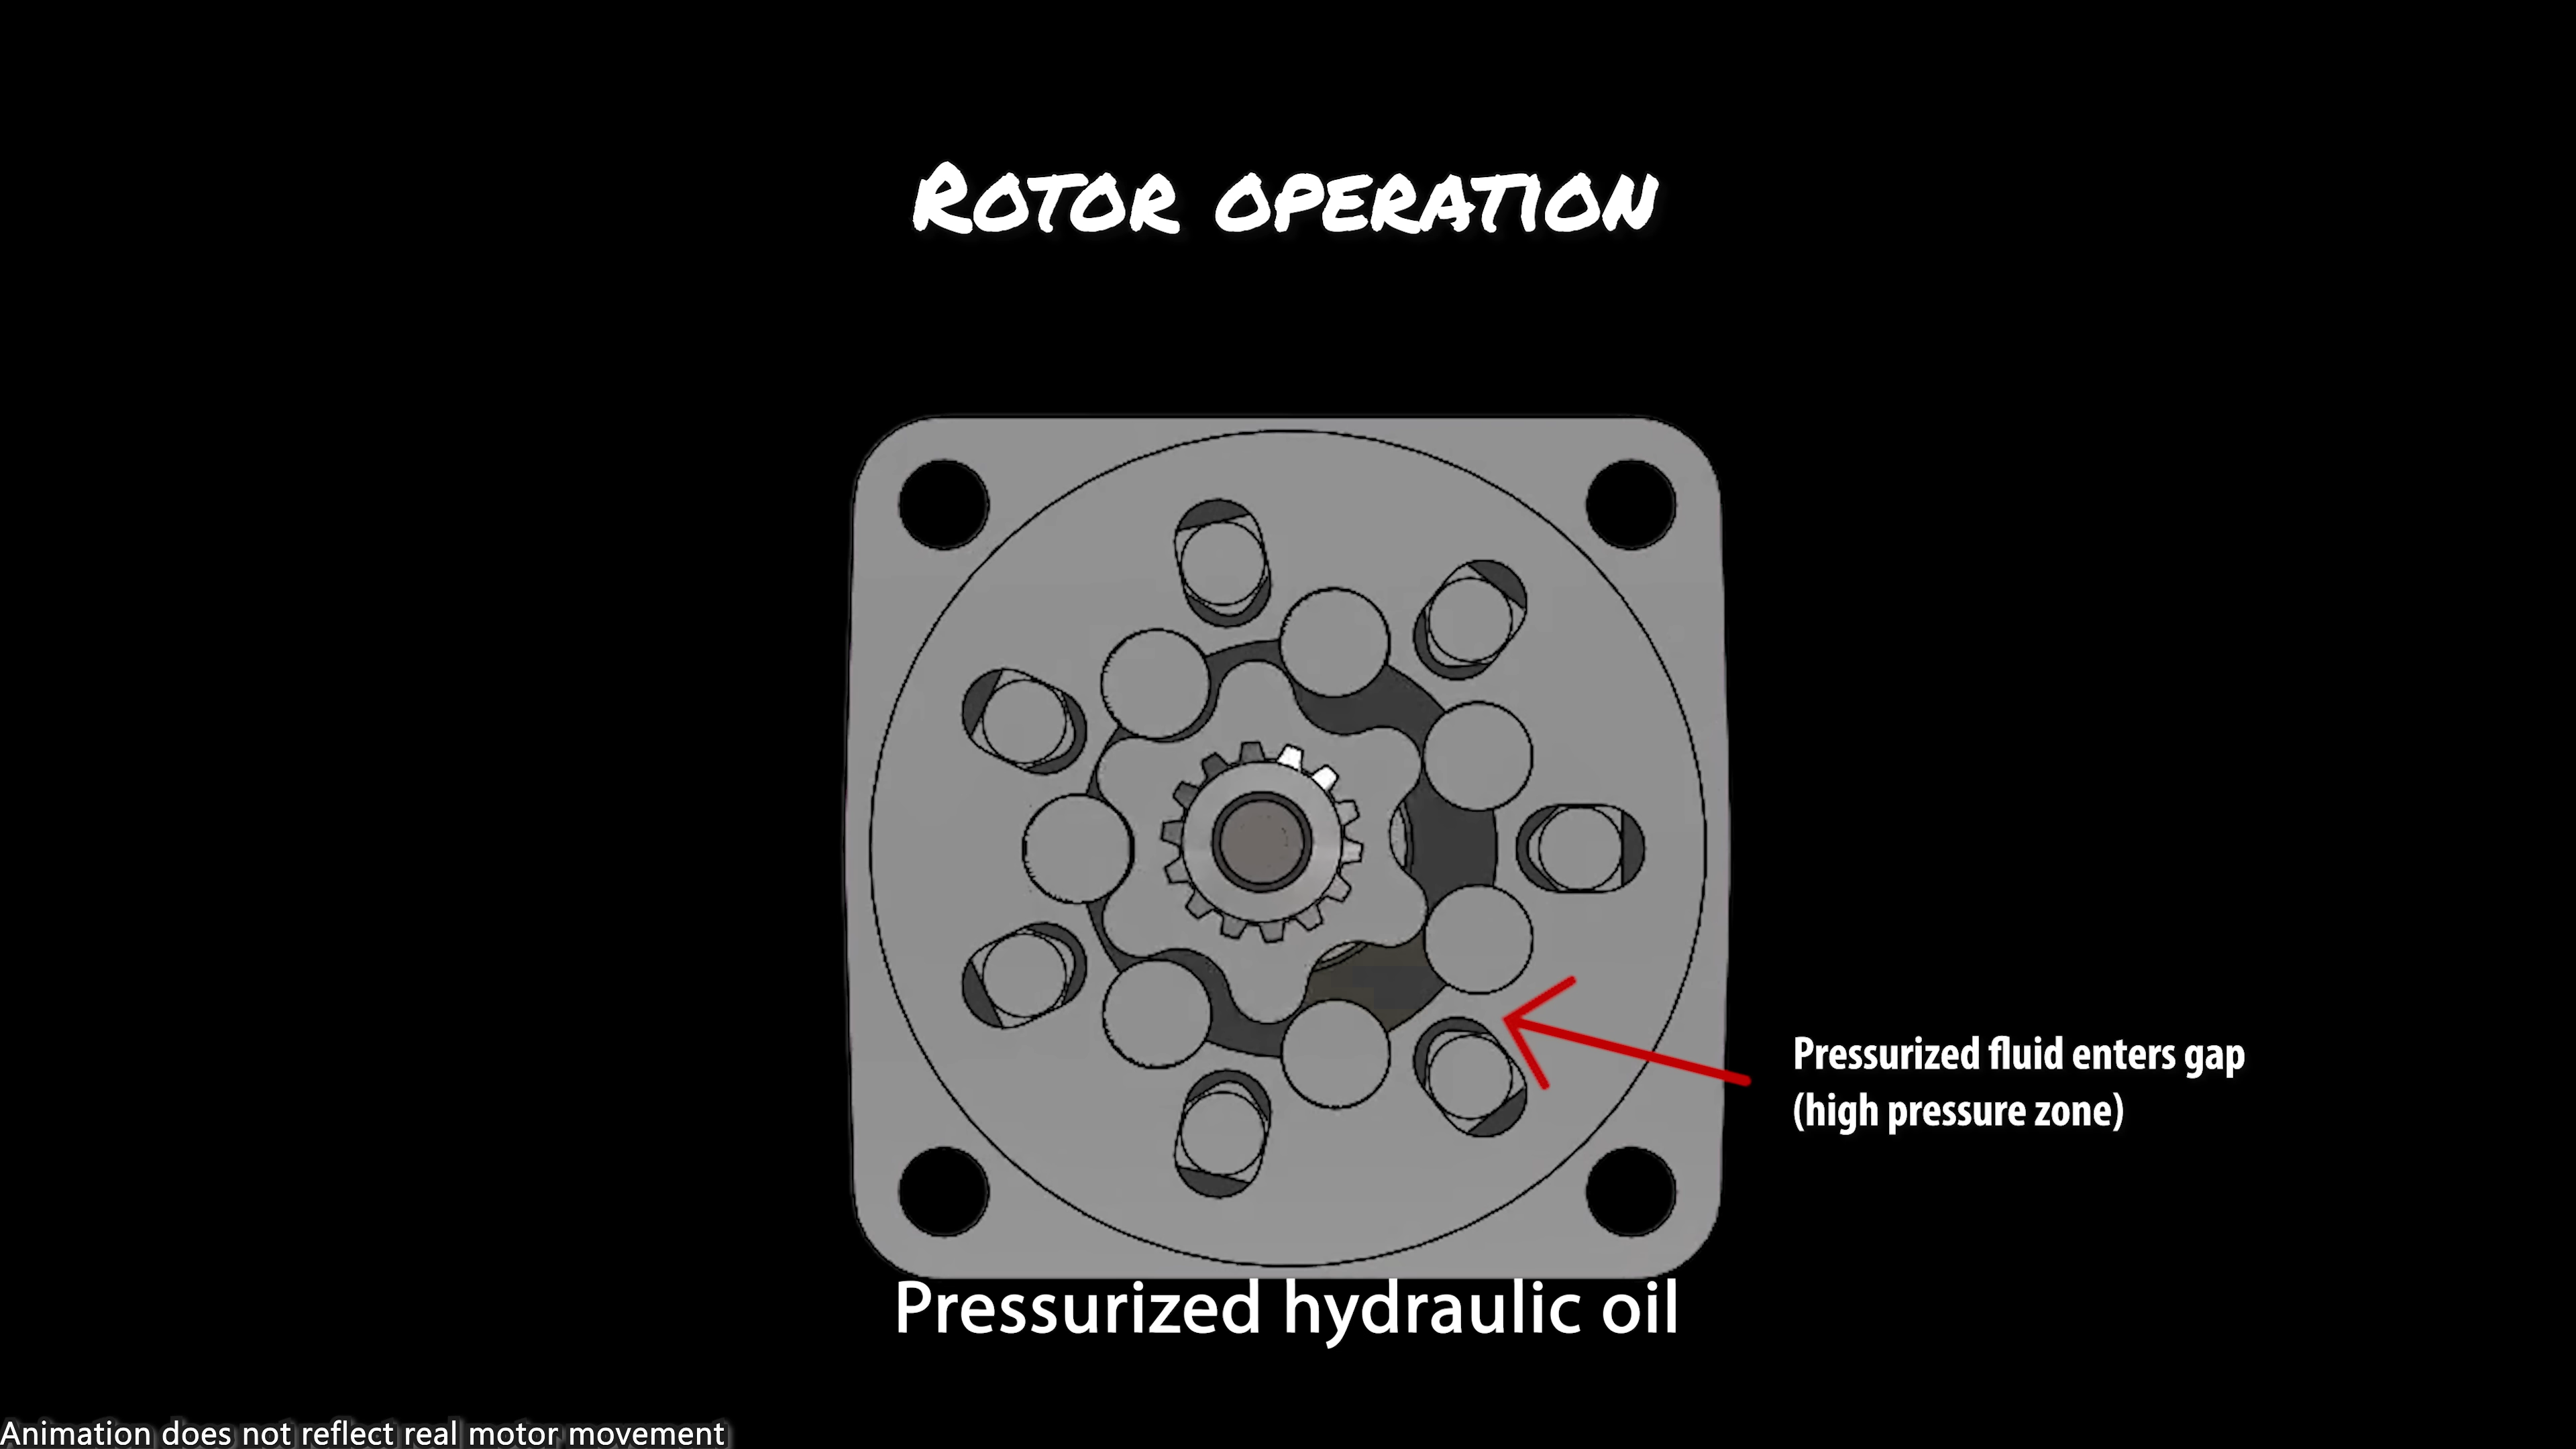 Rotor operation
Pressurized fluid enters gap
(high pressure zone)
Pressurized hydraulic oil
Animation does not reflect real motor movement